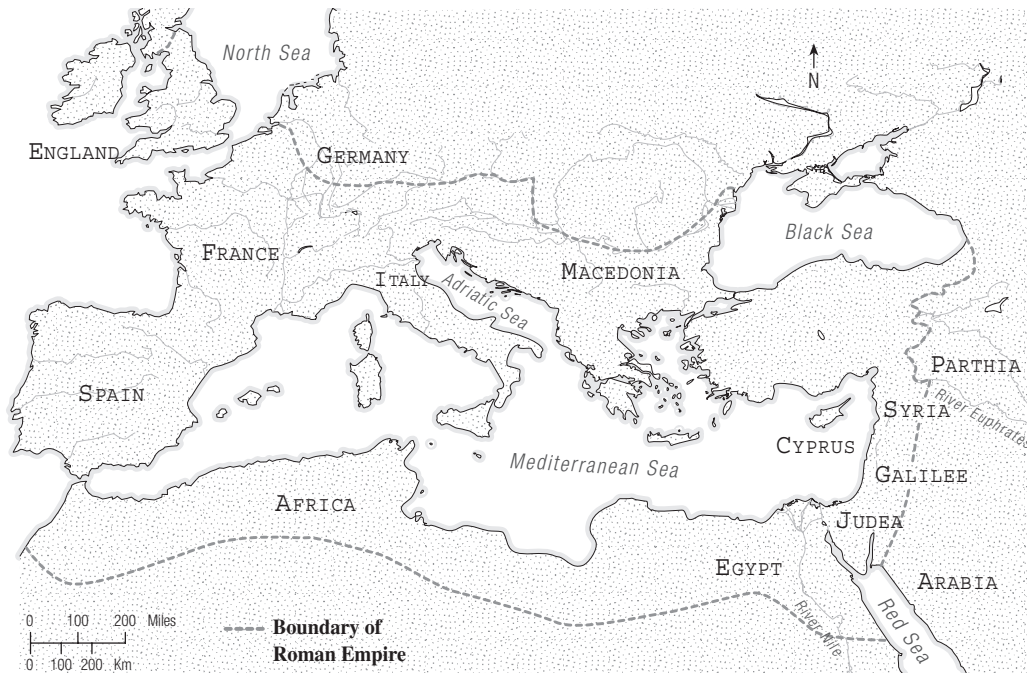 North Sea
N
ENGLAND
GERMANY
Black Sea
FRANCE
MACEDONIA
ITALY
Adriatic Sea
PARTHIA
SPAIN
SYRIA
River Euphrates
CYPRUS
Mediterranean Sea
GALILEE
AFRICA
JUDEA
EGYPT
ARABIA
Red Sea
River Nile
0 100 200 Miles
0 100 200 Km
Boundary of
Roman Empire